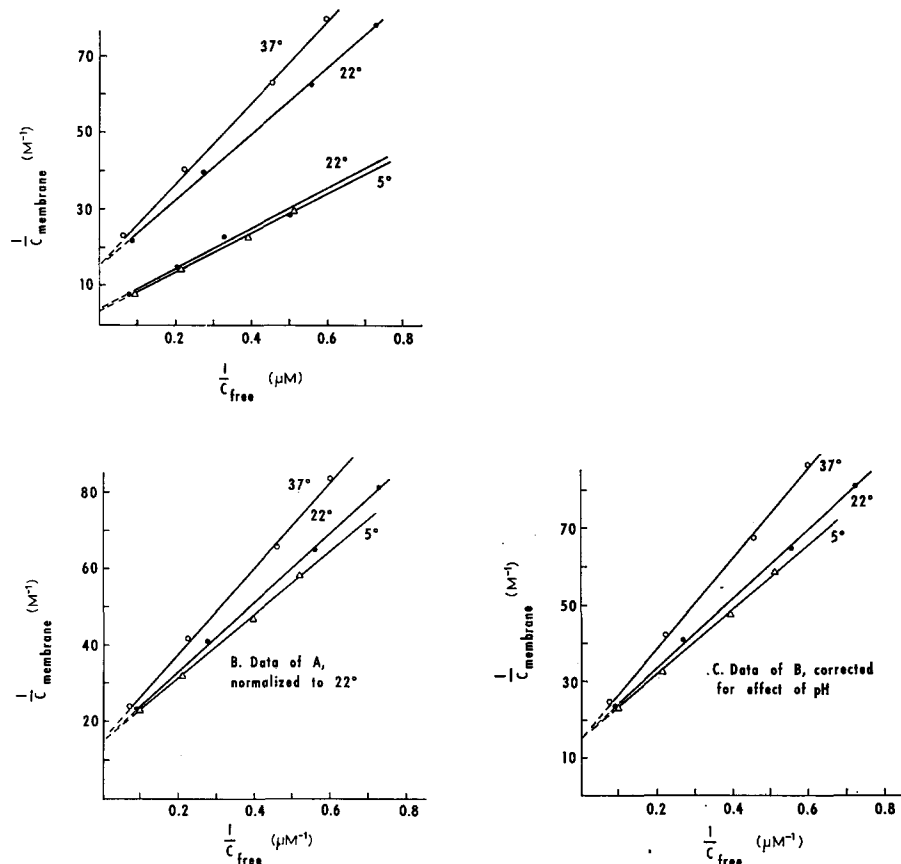 70
50
30
10
37°
22°
22°
5°
1
C membrane (M⁻¹)
0.2 0.4 0.6 0.8
1
C free (μM)
80
60
40
20
37°
22°
5°
B. Data of A,
normalized to 22°
1
C membrane (M⁻¹)
0.2 0.4 0.6 0.8
1
C free (μM⁻¹)
70
50
30
10
37°
22°
5°
C. Data of B, corrected
for effect of pH
1
C membrane (M⁻¹)
0.2 0.4 0.6 0.8
1
C free (μM⁻¹)